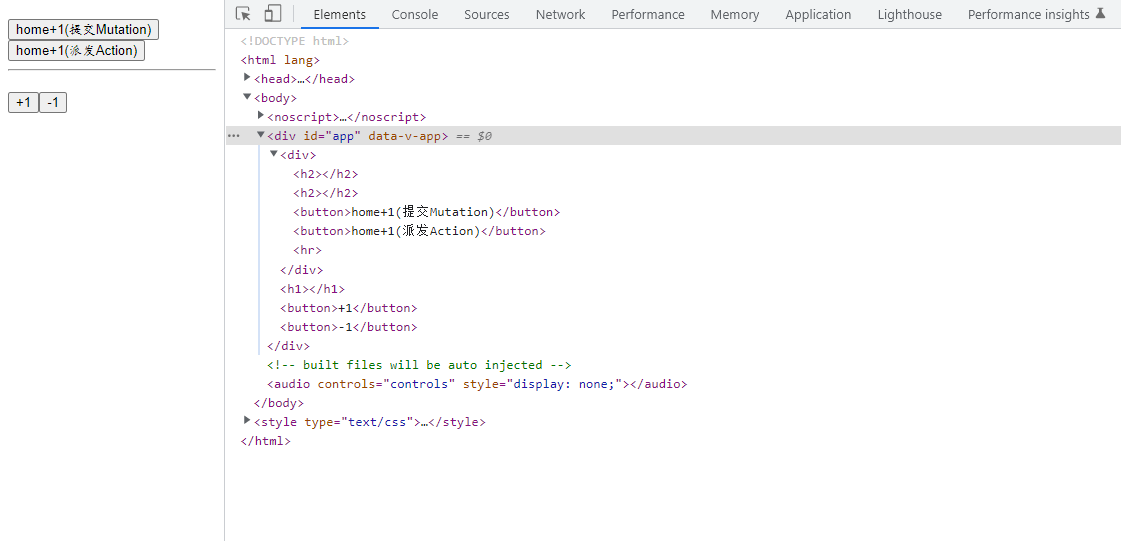 home+1(提交Mutation)
home+1(派发Action)
+1 -1
Elements Console Sources Network Performance Memory Application Lighthouse Performance insights
<!DOCTYPE html>
<html lang>
<head>…</head>
<body>
<noscript>…</noscript>
… <div id="app" data-v-app> == $0
<div>
<h2></h2>
<h2></h2>
<button>home+1(提交Mutation)</button>
<button>home+1(派发Action)</button>
<hr>
</div>
<h1></h1>
<button>+1</button>
<button>-1</button>
</div>
<!-- built files will be auto injected -->
<audio controls="controls" style="display: none;"></audio>
</body>
<style type="text/css">…</style>
</html>